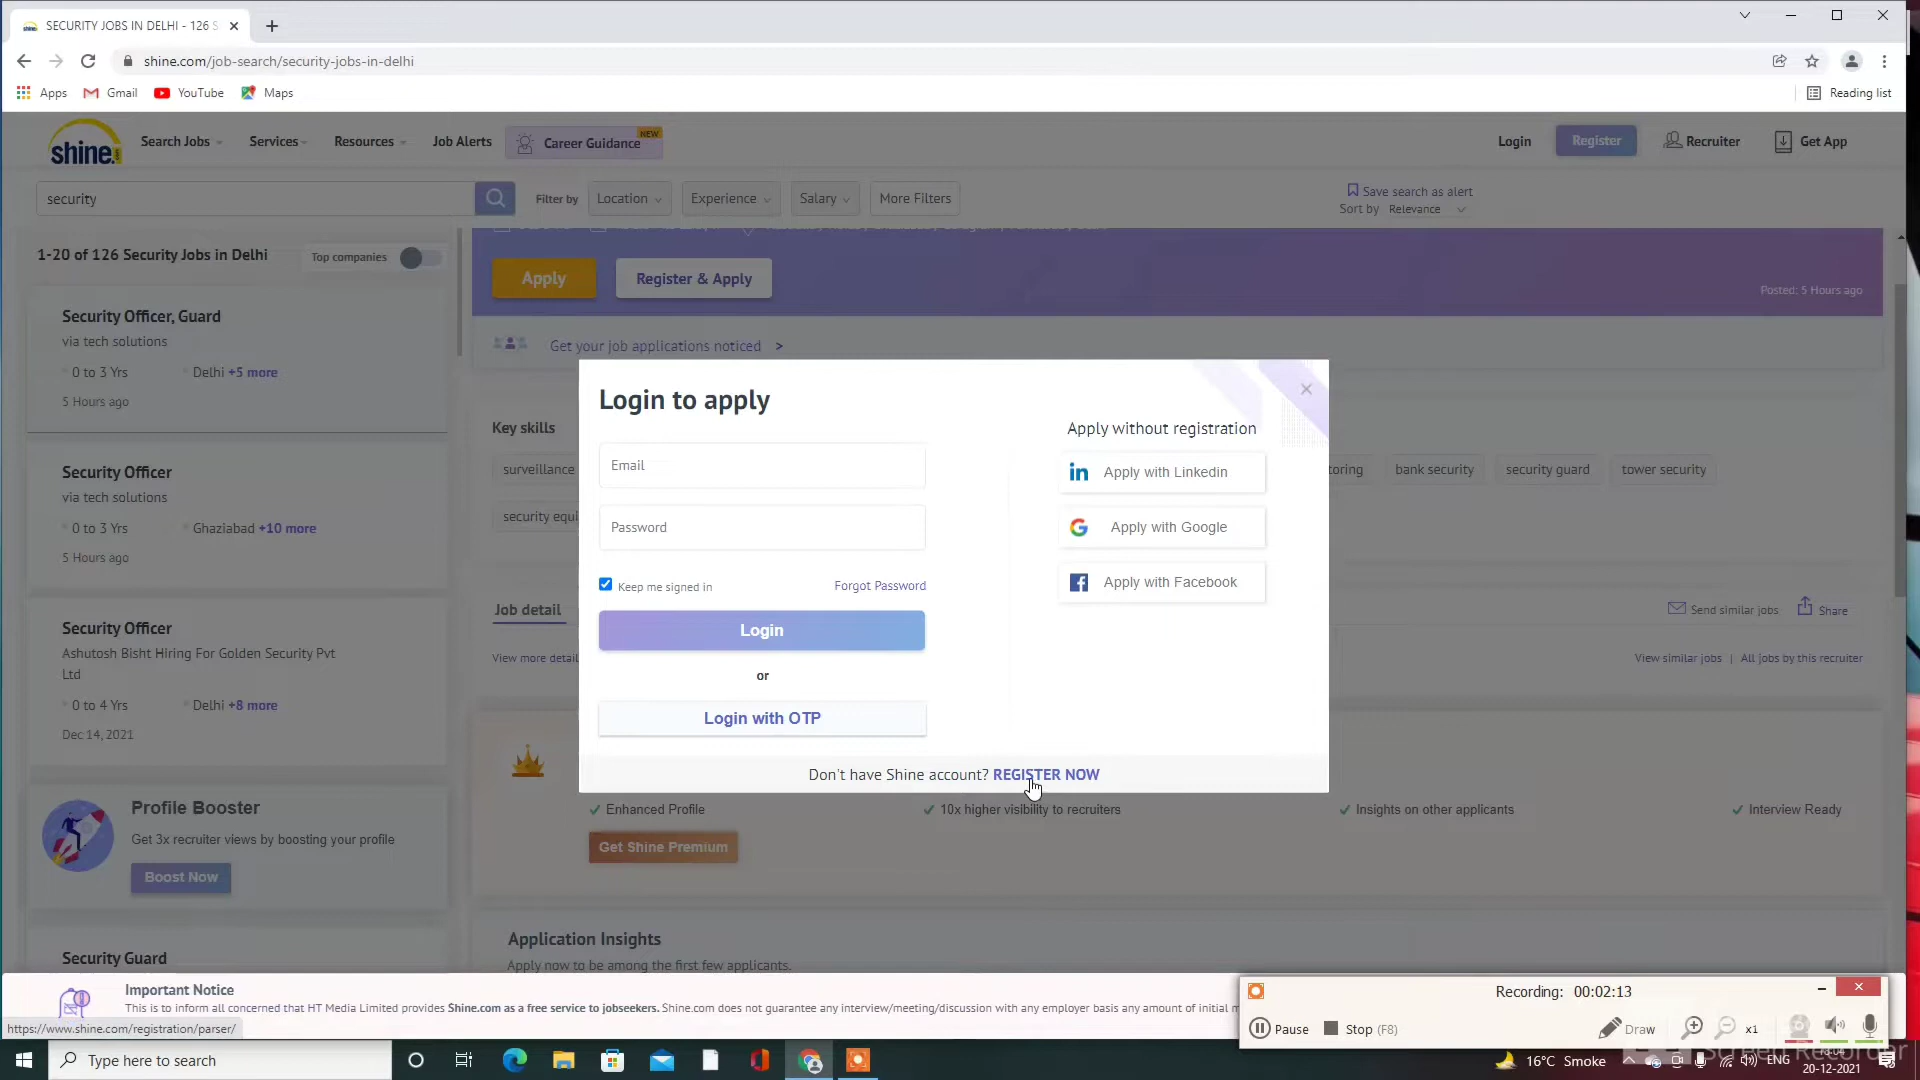 SECURITY JOBS IN DELHI - 126 S
shine.com/job-search/security-jobs-in-delhi
Apps
Gmail
YouTube
Maps
Reading list
shine.com
Search Jobs
Services
Resources
Job Alerts
Career Guidance
NEW
Login
Register
Recruiter
Get App
security
Filter by
Location
Experience
Salary
More Filters
Save search as alert
Sort by Relevance
1-20 of 126 Security Jobs in Delhi
Top companies
Security Officer, Guard
via tech solutions
0 to 3 Yrs
Delhi +5 more
5 Hours ago
Security Officer
via tech solutions
0 to 3 Yrs
Ghaziabad +10 more
5 Hours ago
Security Officer
Ashutosh Bisht Hiring For Golden Security Pvt
Ltd
0 to 4 Yrs
Delhi +8 more
Dec 14, 2021
Profile Booster
Get 3x recruiter views by boosting your profile
Boost Now
Security Guard
Apply
Register & Apply
Posted: 5 Hours ago
Get your job applications noticed >
Key skills
surveillance
toring
bank security
security guard
tower security
security equi
Job detail
Send similar jobs
Share
View more detail
View similar jobs | All jobs by this recruiter
Login to apply
Email
Password
Keep me signed in
Forgot Password
Login
or
Login with OTP
Apply without registration
Apply with Linkedin
Apply with Google
Apply with Facebook
Don't have Shine account? REGISTER NOW
Enhanced Profile
10x higher visibility to recruiters
Insights on other applicants
Interview Ready
Get Shine Premium
Application Insights
Apply now to be among the first few applicants.
Important Notice
This is to inform all concerned that HT Media Limited provides Shine.com as a free service to jobseekers. Shine.com does not guarantee any interview/meeting/discussion with any employer basis any amount of initial m
https://www.shine.com/registration/parser/
Recording: 00:02:13
Pause
Stop (F8)
Draw
x1
Screen Recorder
Type here to search
16°C Smoke
ENG
20-12-2021